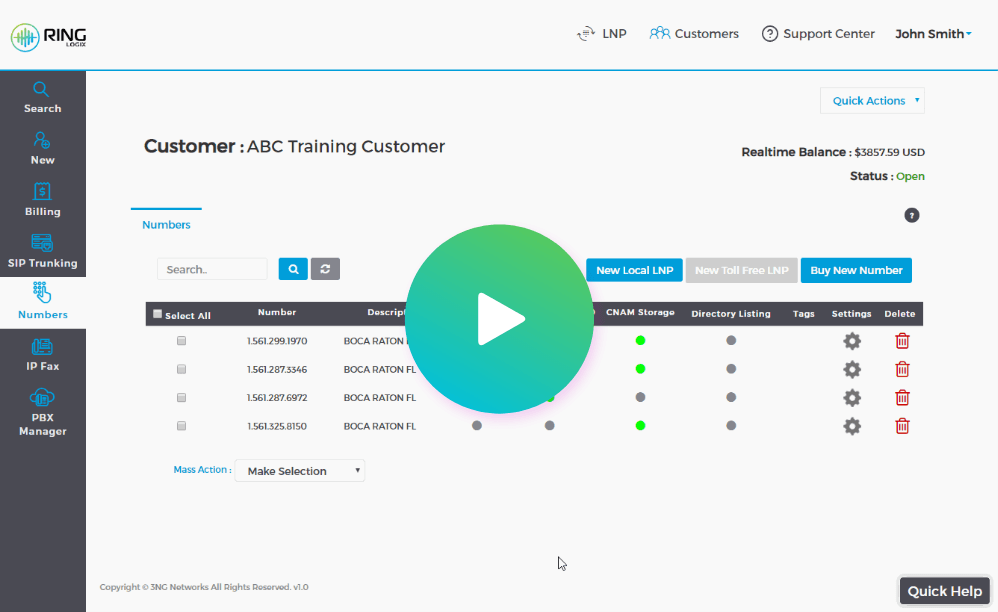 RING
LOGIX
LNP Customers ? Support Center John Smith
Search
New
Billing
SIP Trunking
Numbers
IP Fax
PBX
Manager
Quick Actions
Customer : ABC Training Customer
Realtime Balance : $3857.59 USD
Status : Open
Numbers
?
Search..
New Local LNP New Toll Free LNP Buy New Number
Select All Number CNAM Storage Directory Listing Tags Settings Delete
1.561.299.1970 BOCA RATON
1.561.287.3346 BOCA RATON FL
1.561.287.6972 BOCA RATON FL
1.561.325.8150 BOCA RATON FL
Mass Action : Make Selection
Copyright © 3NG Networks All Rights Reserved. v1.0
Quick Help